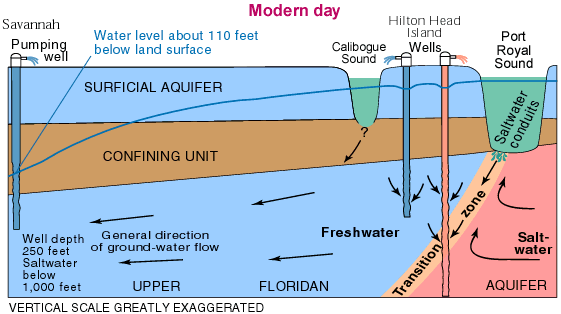 Modern day
Savannah
Pumping
well
Water level about 110 feet
below land surface
Calibogue
Sound
Hilton Head
Island
Wells
Port
Royal
Sound
SURFICIAL AQUIFER
Saltwater
conduits
?
CONFINING UNIT
General direction
of ground-water flow
Freshwater
Transition
zone
Salt-
water
Well depth
250 feet
Saltwater
below
1,000 feet
UPPER
FLORIDAN
AQUIFER
VERTICAL SCALE GREATLY EXAGGERATED